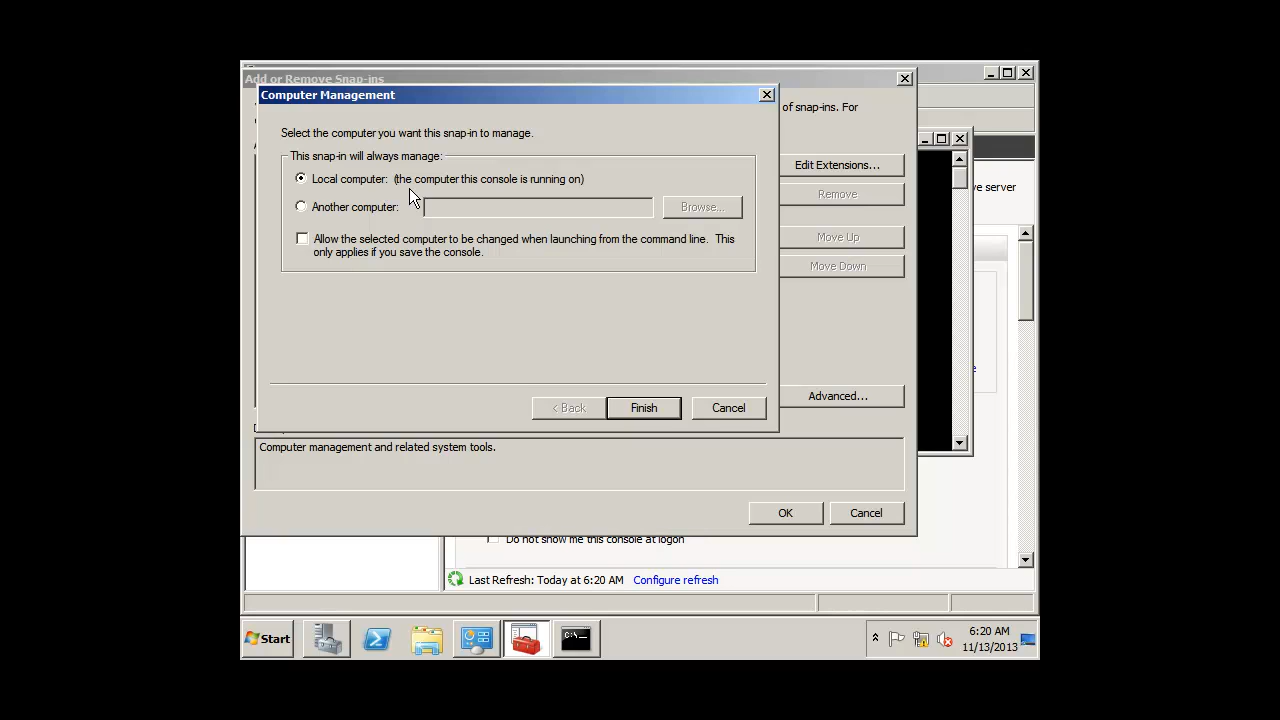 Add or Remove Snap-ins
Computer Management
of snap-ins. For
Select the computer you want this snap-in to manage.
This snap-in will always manage:
Local computer: (the computer this console is running on)
Another computer:
Browse...
Allow the selected computer to be changed when launching from the command line. This
only applies if you save the console.
< Back
Finish
Cancel
Edit Extensions...
Remove
Move Up
Move Down
Advanced...
ve server
Computer management and related system tools.
OK
Cancel
Do not show me this console at logon
Last Refresh: Today at 6:20 AM Configure refresh
Start
C:\-
6:20 AM
11/13/2013